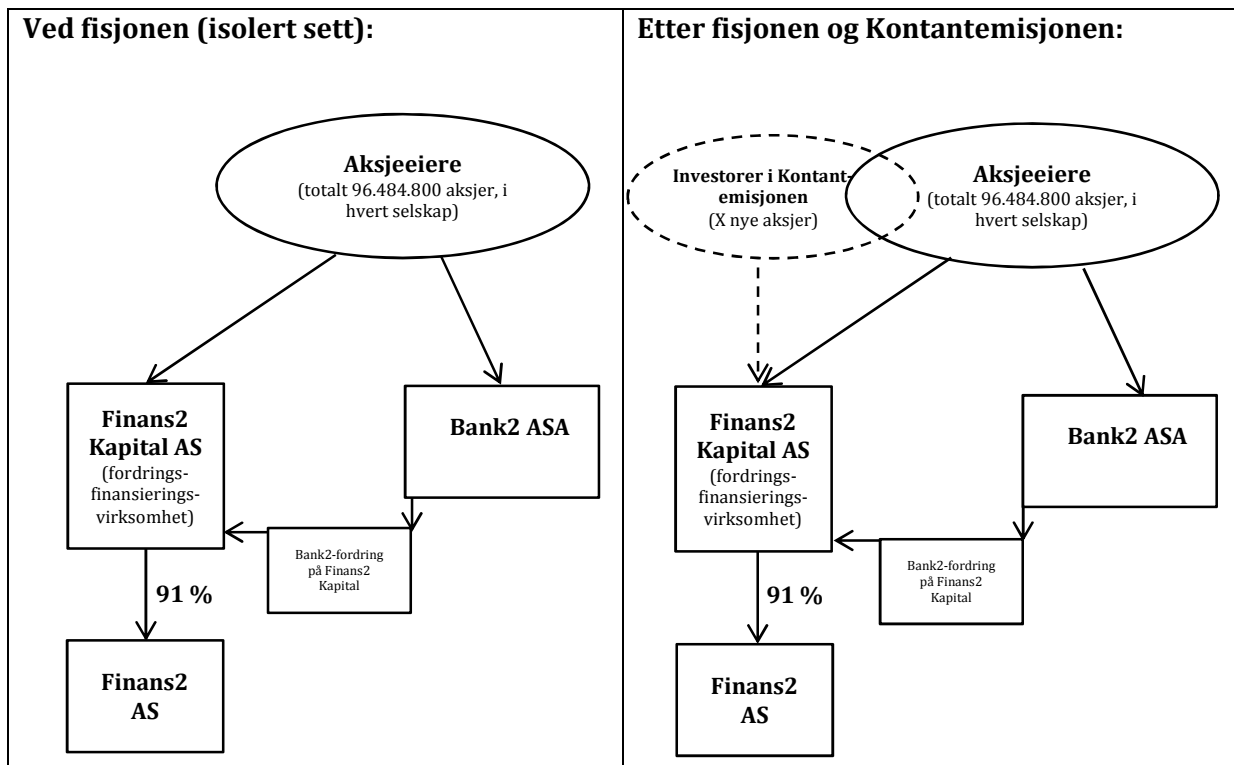 Ved fisjonen (isolert sett):
Aksjeeiere
(totalt 96.484.800 aksjer, i
hvert selskap)
Finans2
Kapital AS
(fordrings-
finansierings-
virksomhet)
Bank2 ASA
Bank2-fordring
på Finans2
Kapital
91 %
Finans2
AS
Etter fisjonen og Kontantemisjonen:
Investorer i Kontant-
emisjonen
(X nye aksjer)
Aksjeeiere
(totalt 96.484.800 aksjer, i
hvert selskap)
Finans2
Kapital AS
(fordrings-
finansierings-
virksomhet)
Bank2 ASA
Bank2-fordring
på Finans2
Kapital
91 %
Finans2
AS